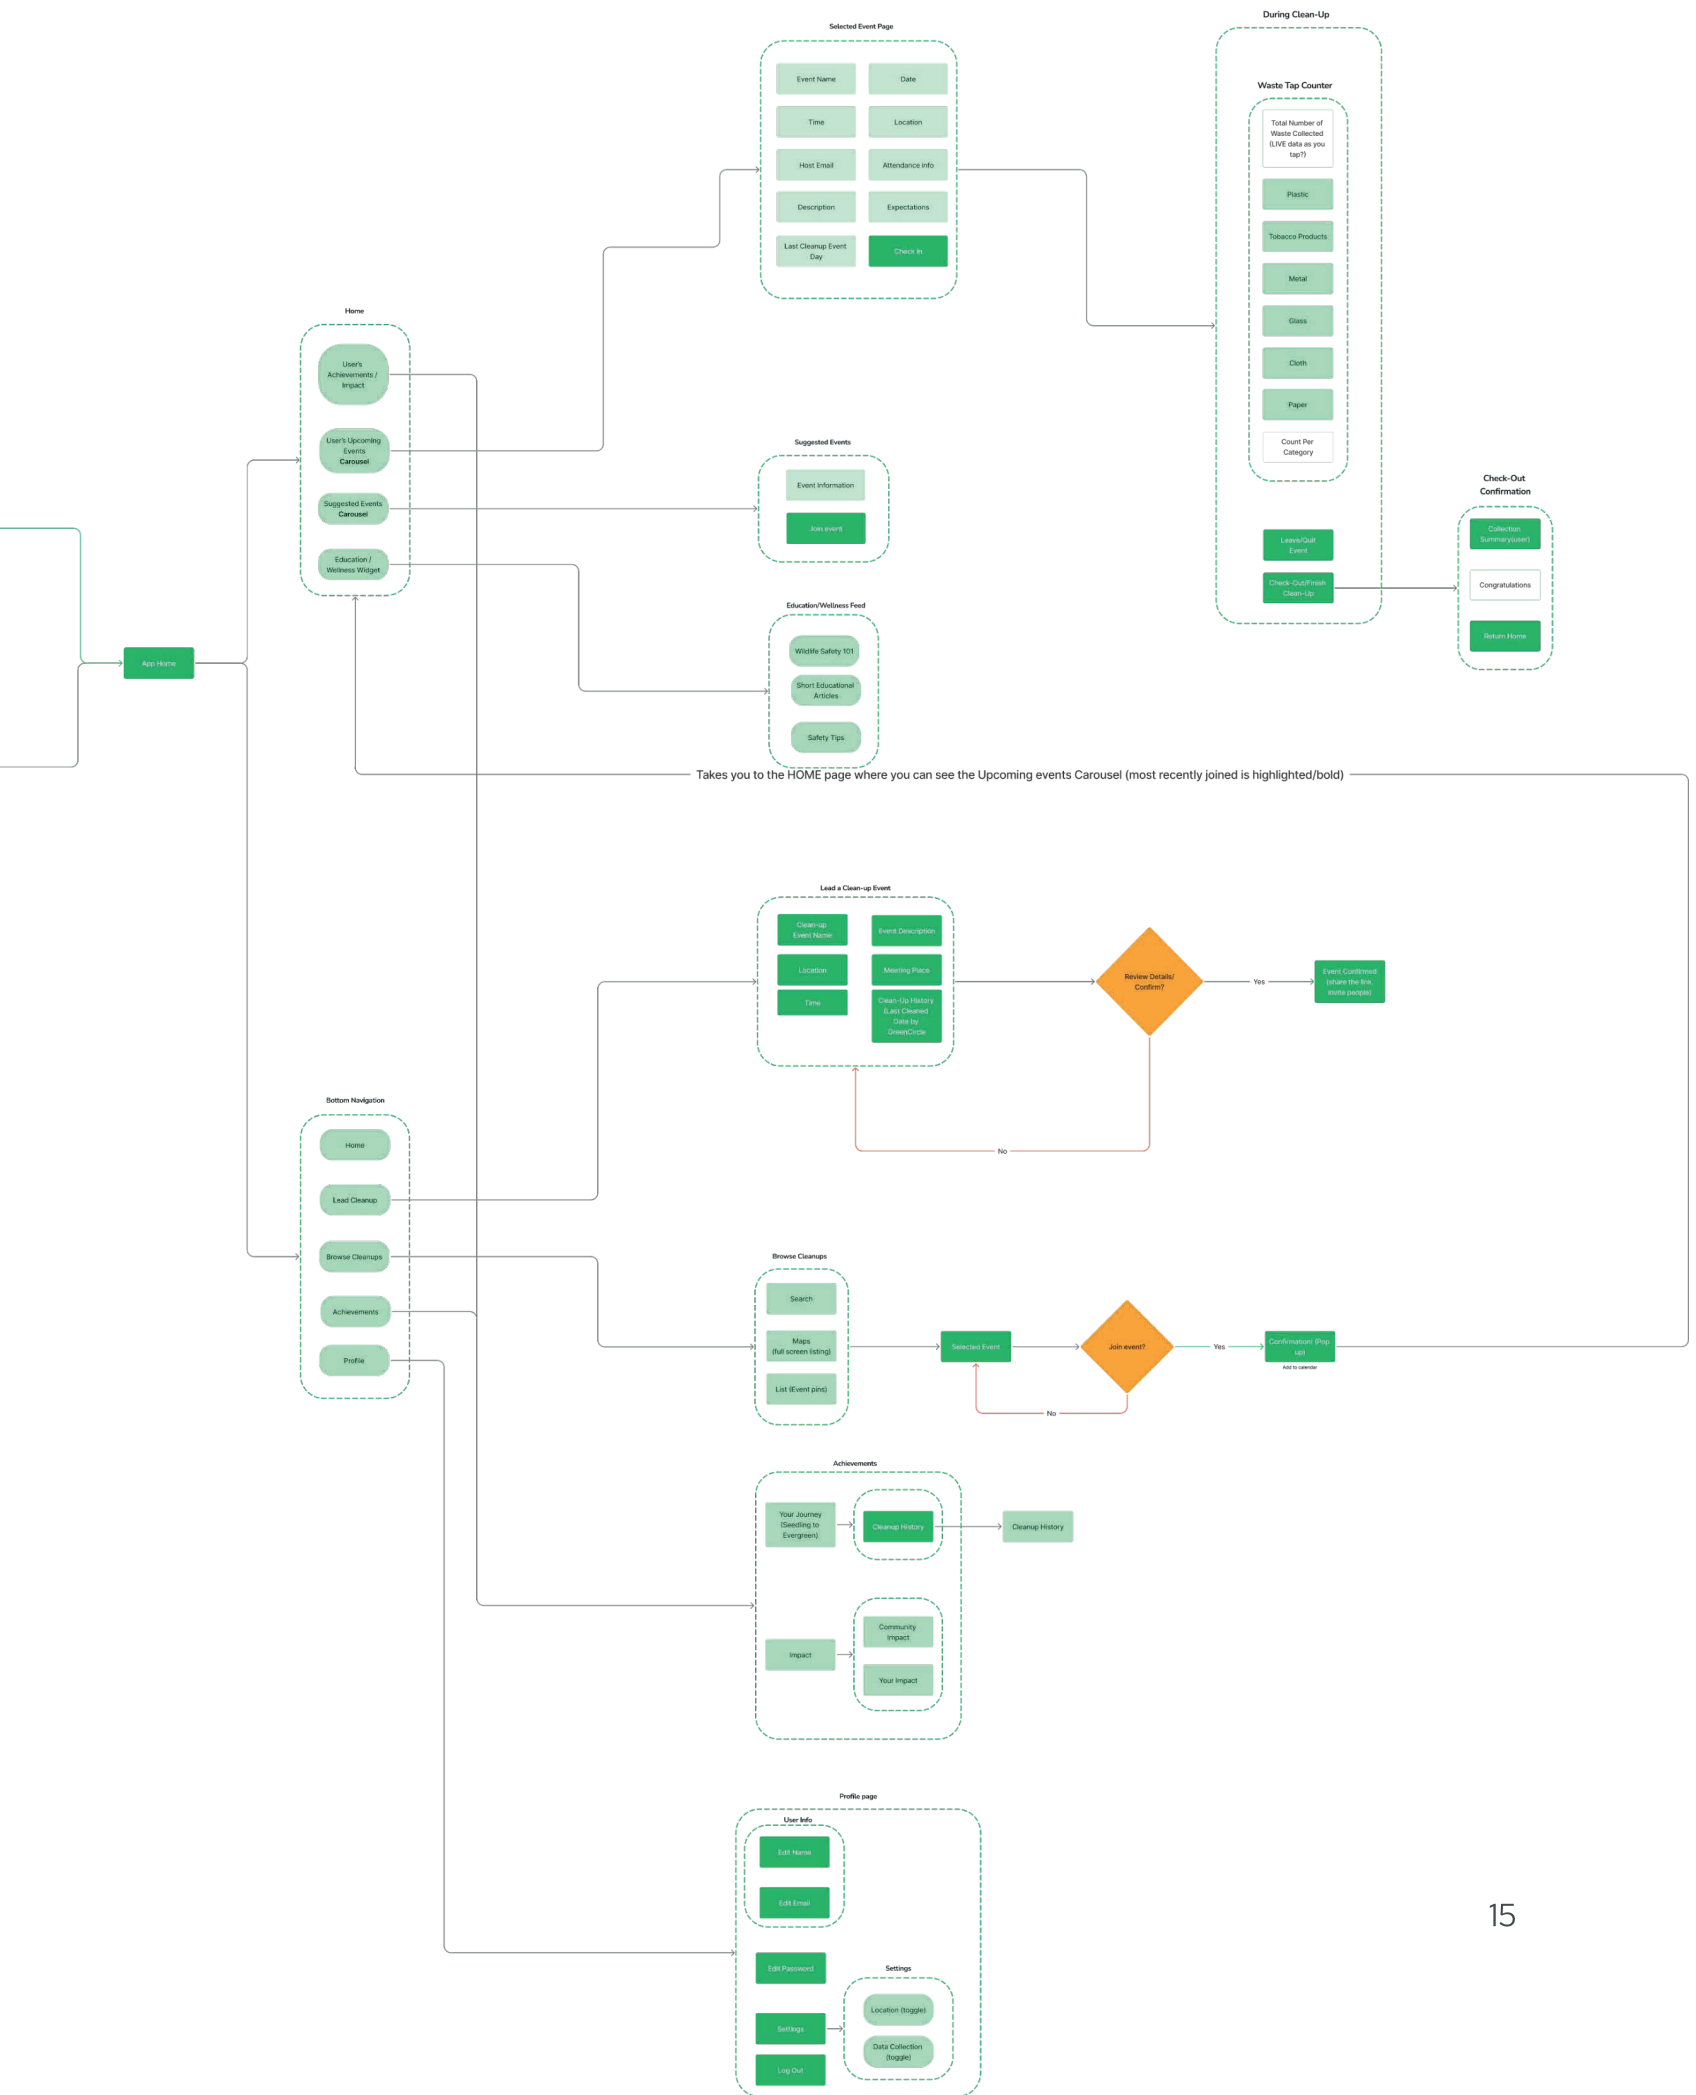 Selected Event Page
Event Name
Date
Time
Location
Host Email
Attendance info
Description
Expectations
Last Cleanup Event
Day
Check In
During Clean-Up
Waste Tap Counter
Total Number of
Waste Collected
(LIVE data as you
tap?)
Plastic
Tobacco Products
Metal
Glass
Cloth
Paper
Count Per
Category
Leave/Quit
Event
Check-Out/Finish
Clean-Up
Check-Out
Confirmation
Collection
Summary(user)
Congratulations
Return Home
Home
User's
Achievements /
Impact
User's Upcoming
Events
Carousel
Suggested Events
Carousel
Education /
Wellness Widget
Suggested Events
Event Information
Join event
Education/Wellness Feed
Wildlife Safety 101
Short Educational
Articles
Safety Tips
App Home
Takes you to the HOME page where you can see the Upcoming events Carousel (most recently joined is highlighted/bold)
Lead a Clean-up Event
Clean-up
Event Name
Event Description
Location
Meeting Place
Time
Clean-Up History
(Last Cleaned
Date by
GreenCircle
Review Details/
Confirm?
Yes
Event Confirmed
(share the link,
invite people)
No
Bottom Navigation
Home
Lead Cleanup
Browse Cleanups
Achievements
Profile
Browse Cleanups
Search
Maps
(full screen listing)
List (Event pins)
Selected Event
Join event?
Yes
Confirmation! (Pop
up)
Add to calendar
No
Achievements
Your Journey
(Seedling to
Evergreen)
Cleanup History
Cleanup History
Impact
Community
Impact
Your Impact
Profile page
User Info
Edit Name
Edit Email
Edit Password
Settings
Settings
Location (toggle)
Data Collection
(toggle)
Log Out
15